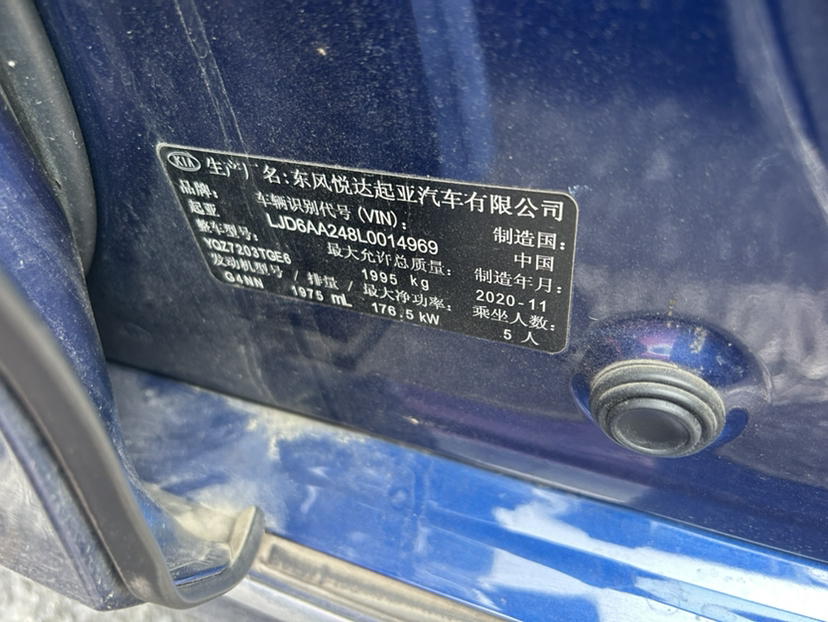 KIA 生产厂名:东风悦达起亚汽车有限公司
品牌: 车辆识别代号(VIN): 制造国:
起亚 LJD6AA248L0014969 中国
整车型号: 最大允许总质量: 制造年月:
YQZ7203TGE6 1995 kg 2020-11
发动机型号 / 排量 / 最大净功率: 乘坐人数:
G4NN 1975 mL 176.5 kW 5 人